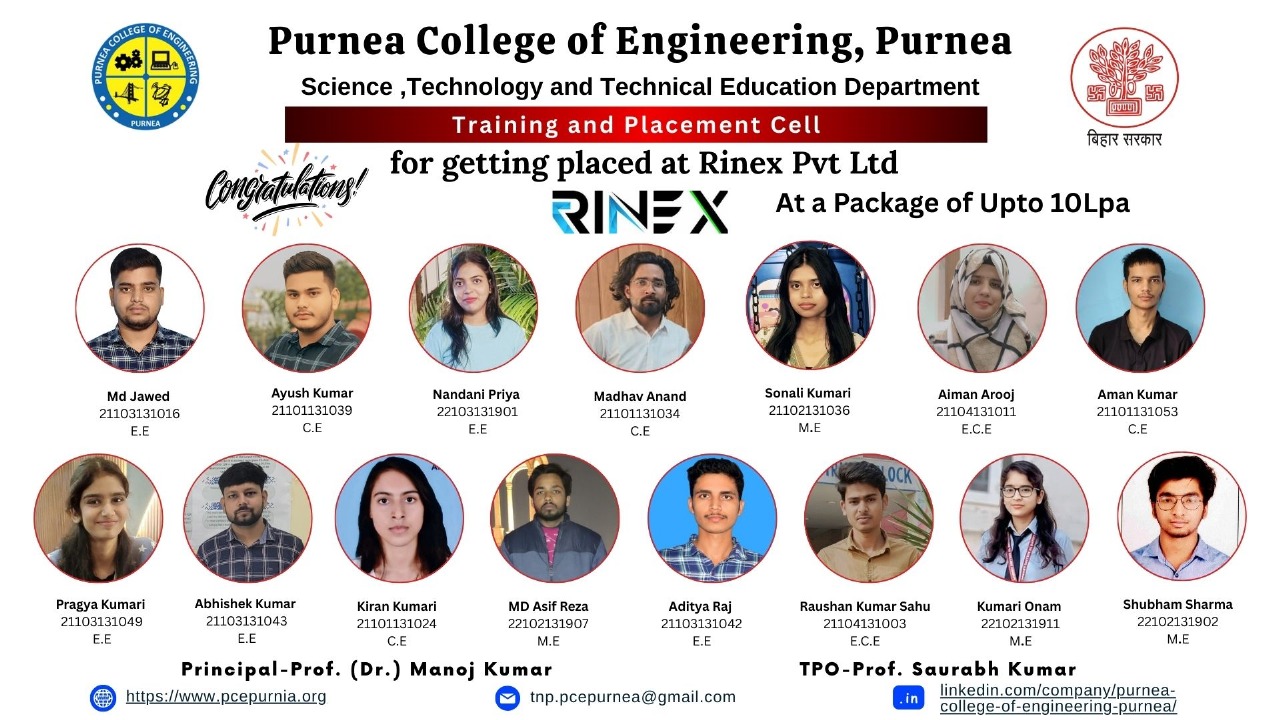 PURNEA COLLEGE OF ENGINEERING
PURNEA
Purnea College of Engineering, Purnea
Science ,Technology and Technical Education Department
Training and Placement Cell
बिहार सरकार
Congratulations!
for getting placed at Rinex Pvt Ltd
RINEX
At a Package of Upto 10Lpa
Md Jawed
21103131016
E.E
Ayush Kumar
21101131039
C.E
Nandani Priya
22103131901
E.E
Madhav Anand
21101131034
C.E
Sonali Kumari
21102131036
M.E
Aiman Arooj
21104131011
E.C.E
Aman Kumar
21101131053
C.E
Pragya Kumari
21103131049
E.E
Abhishek Kumar
21103131043
E.E
Kiran Kumari
21101131024
C.E
MD Asif Reza
22102131907
M.E
Aditya Raj
21103131042
E.E
Raushan Kumar Sahu
21104131003
E.C.E
Kumari Onam
22102131911
M.E
Shubham Sharma
22102131902
M.E
Principal-Prof. (Dr.) Manoj Kumar
TPO-Prof. Saurabh Kumar
https://www.pcepurnia.org
tnp.pcepurnea@gmail.com
.in
linkedin.com/company/purnea-
college-of-engineering-purnea/